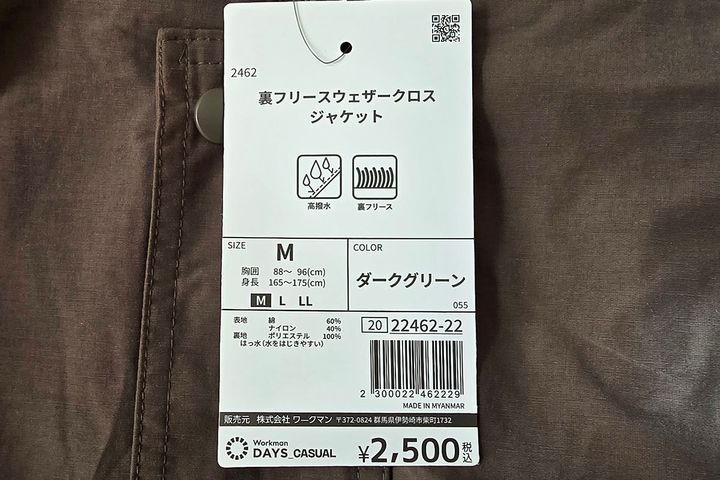 2462
裏フリースウェザークロス
ジャケット
高撥水 裏フリース
SIZE M
胸囲 88～ 96(cm)
身長 165～175(cm)
M L LL
COLOR
ダークグリーン
055
表地 綿 60%
ナイロン 40%
裏地 ポリエステル 100%
はっ水(水をはじきやすい)
20 22462-22
2 300022 462229
MADE IN MYANMAR
販売元 株式会社 ワークマン 〒372-0824 群馬県伊勢崎市柴町1732
Workman
DAYS_CASUAL
¥2,500税込